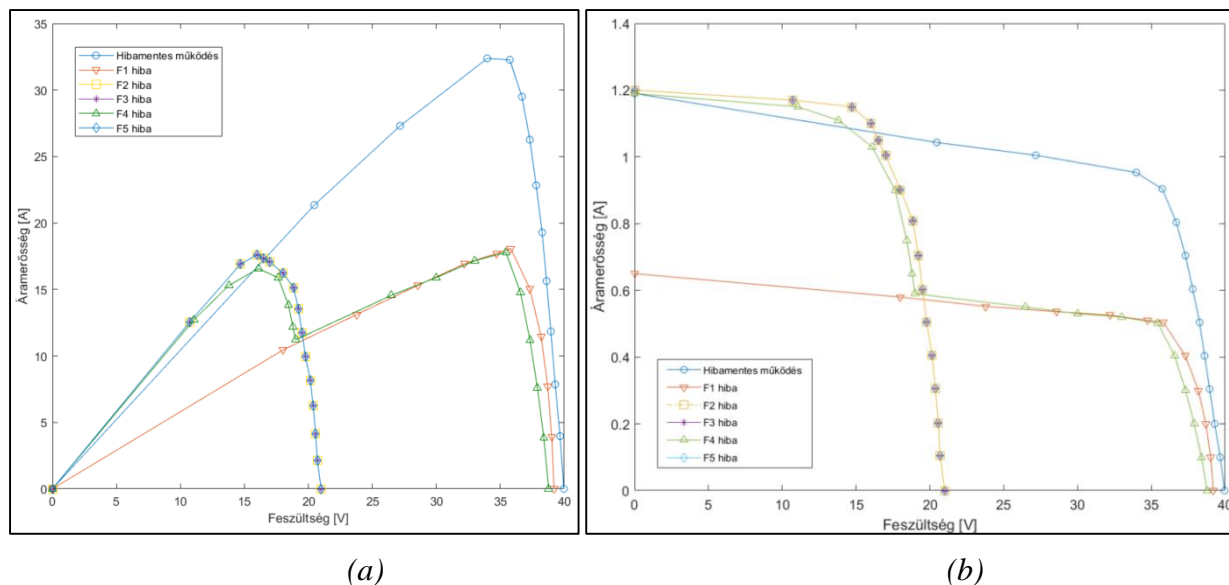 35
30
25
20
15
10
5
0
Áramerősség [A]
Hibamentes működés
F1 hiba
F2 hiba
F3 hiba
F4 hiba
F5 hiba
0 5 10 15 20 25 30 35 40
Feszültség [V]
(a)
1.4
1.2
1
0.8
0.6
0.4
0.2
0
Áramerősség [A]
Hibamentes működés
F1 hiba
F2 hiba
F3 hiba
F4 hiba
F5 hiba
0 5 10 15 20 25 30 35 40
Feszültség [V]
(b)